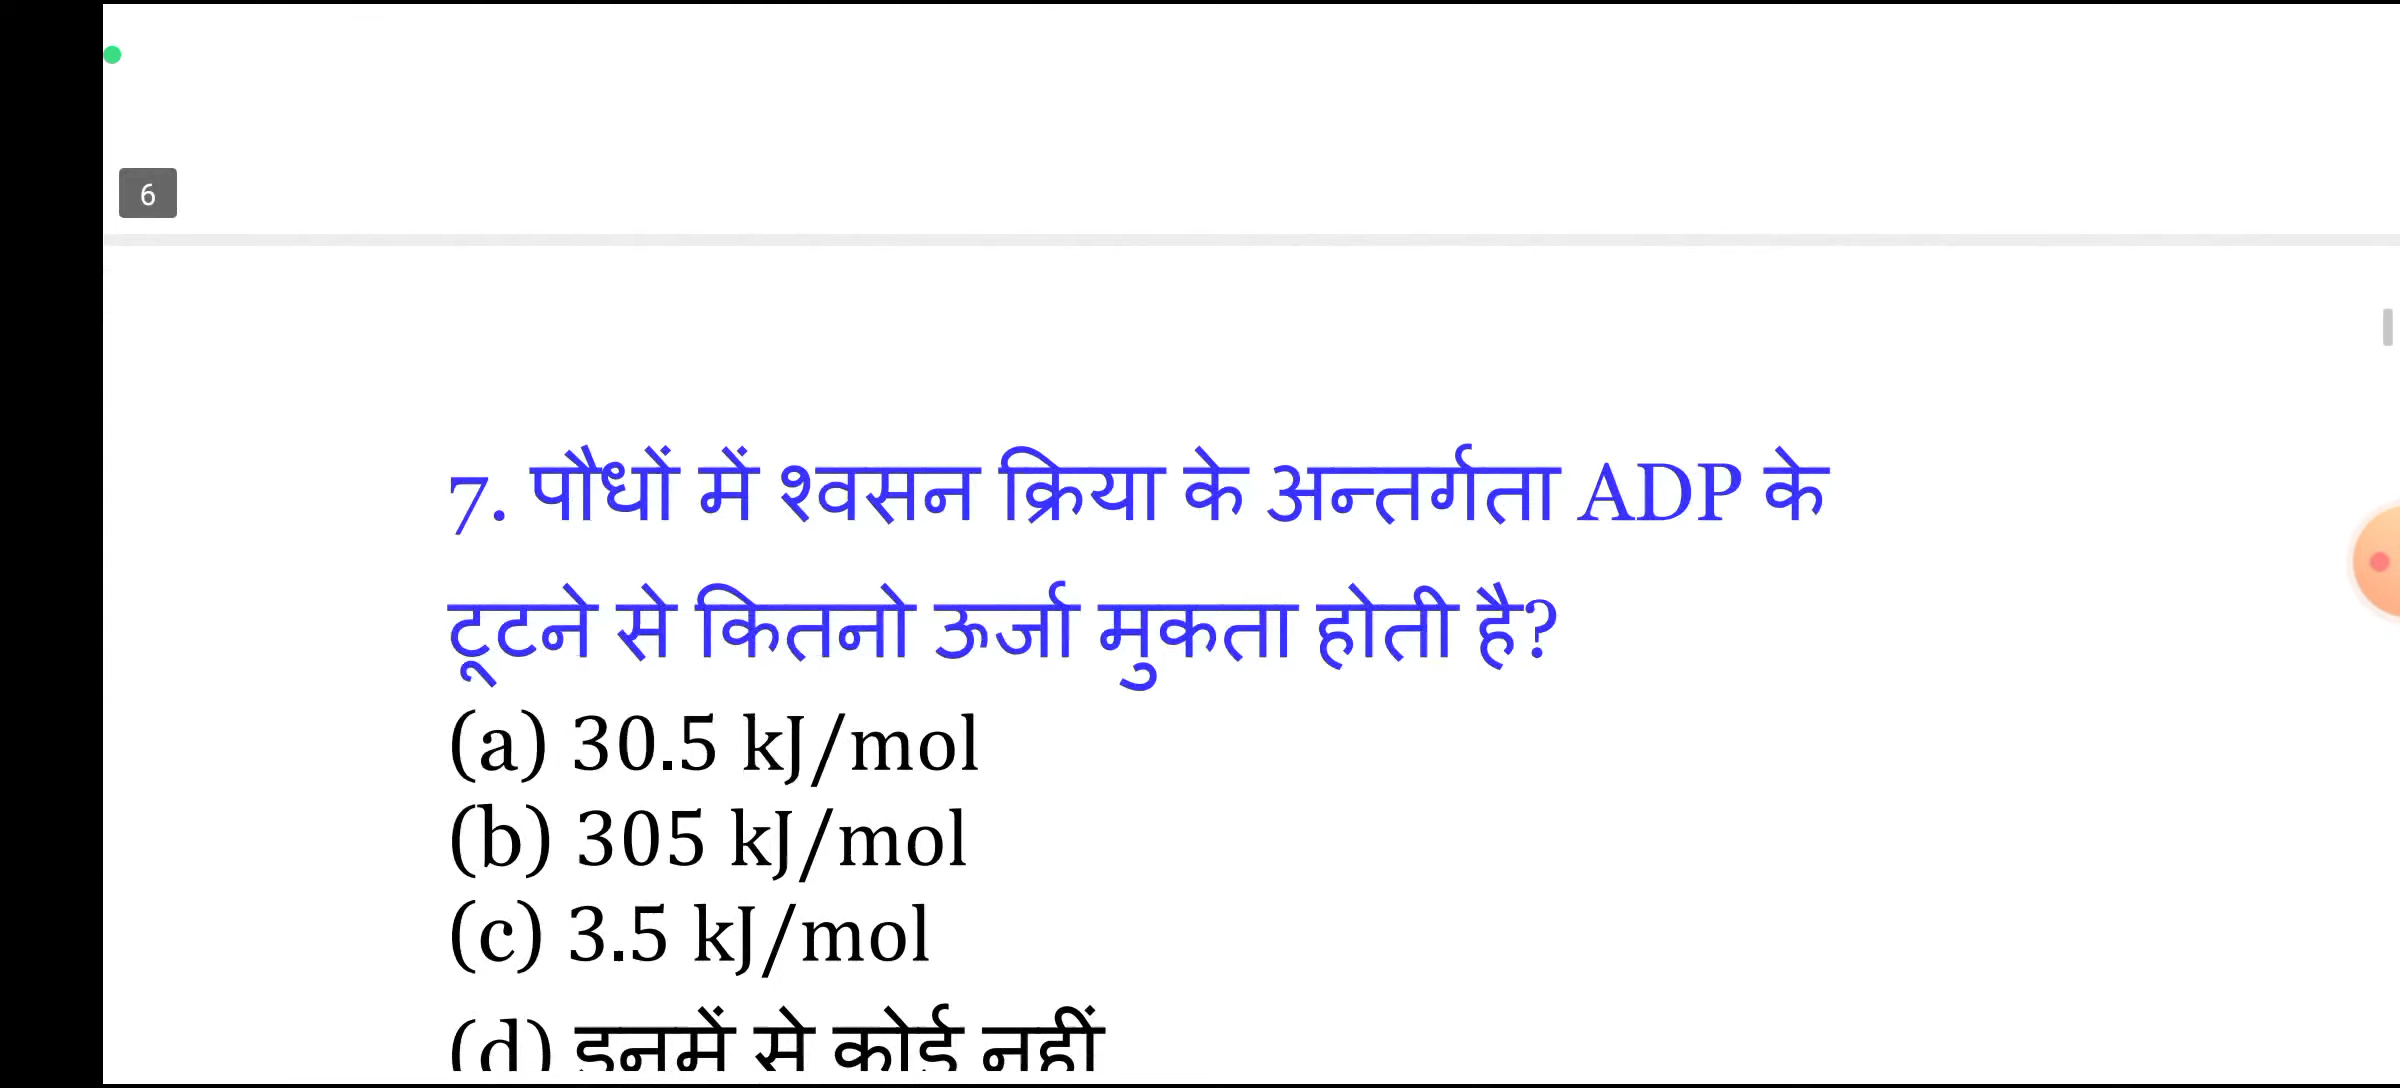 6
7. पौधों में श्वसन क्रिया के अन्तर्गता ADP के
टूटने से कितनो ऊर्जा मुकता होती है?
(a) 30.5 kJ/mol
(b) 305 kJ/mol
(c) 3.5 kJ/mol
(d) इनमें से कोई नहीं